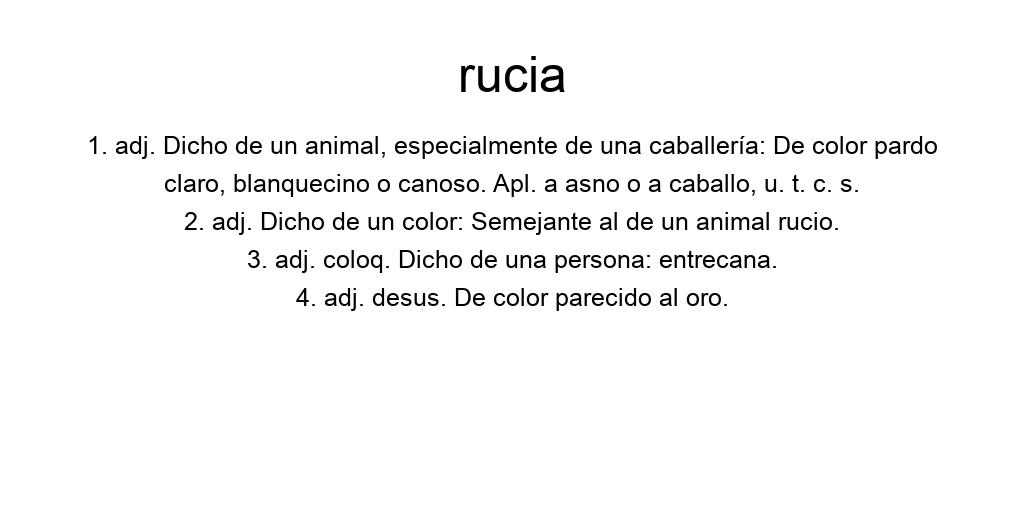 rucia
1. adj. Dicho de un animal, especialmente de una caballería: De color pardo
claro, blanquecino o canoso. Apl. a asno o a caballo, u. t. c. s.
2. adj. Dicho de un color: Semejante al de un animal rucio.
3. adj. coloq. Dicho de una persona: entrecana.
4. adj. desus. De color parecido al oro.